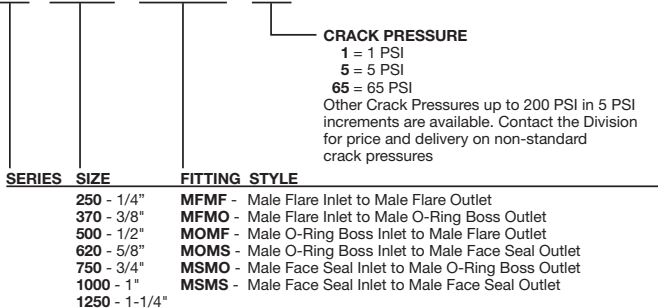 CRACK PRESSURE
1 = 1 PSI
5 = 5 PSI
65 = 65 PSI
Other Crack Pressures up to 200 PSI in 5 PSI
increments are available. Contact the Division
for price and delivery on non-standard
crack pressures
SERIES SIZE FITTING STYLE
250 - 1/4” MFMF - Male Flare Inlet to Male Flare Outlet
370 - 3/8" MFMO - Male Flare Inlet to Male O-Ring Boss Outlet
500 - 1/2" MOMF - Male O-Ring Boss Inlet to Male Flare Outlet
620 - 5/8” MOMS - Male O-Ring Boss Inlet to Male Face Seal Outlet
750 - 3/4" MSMO - Male Face Seal Inlet to Male O-Ring Boss Outlet
1000 - 1" MSMS - Male Face Seal Inlet to Male Face Seal Outlet
1250 - 1-1/4"